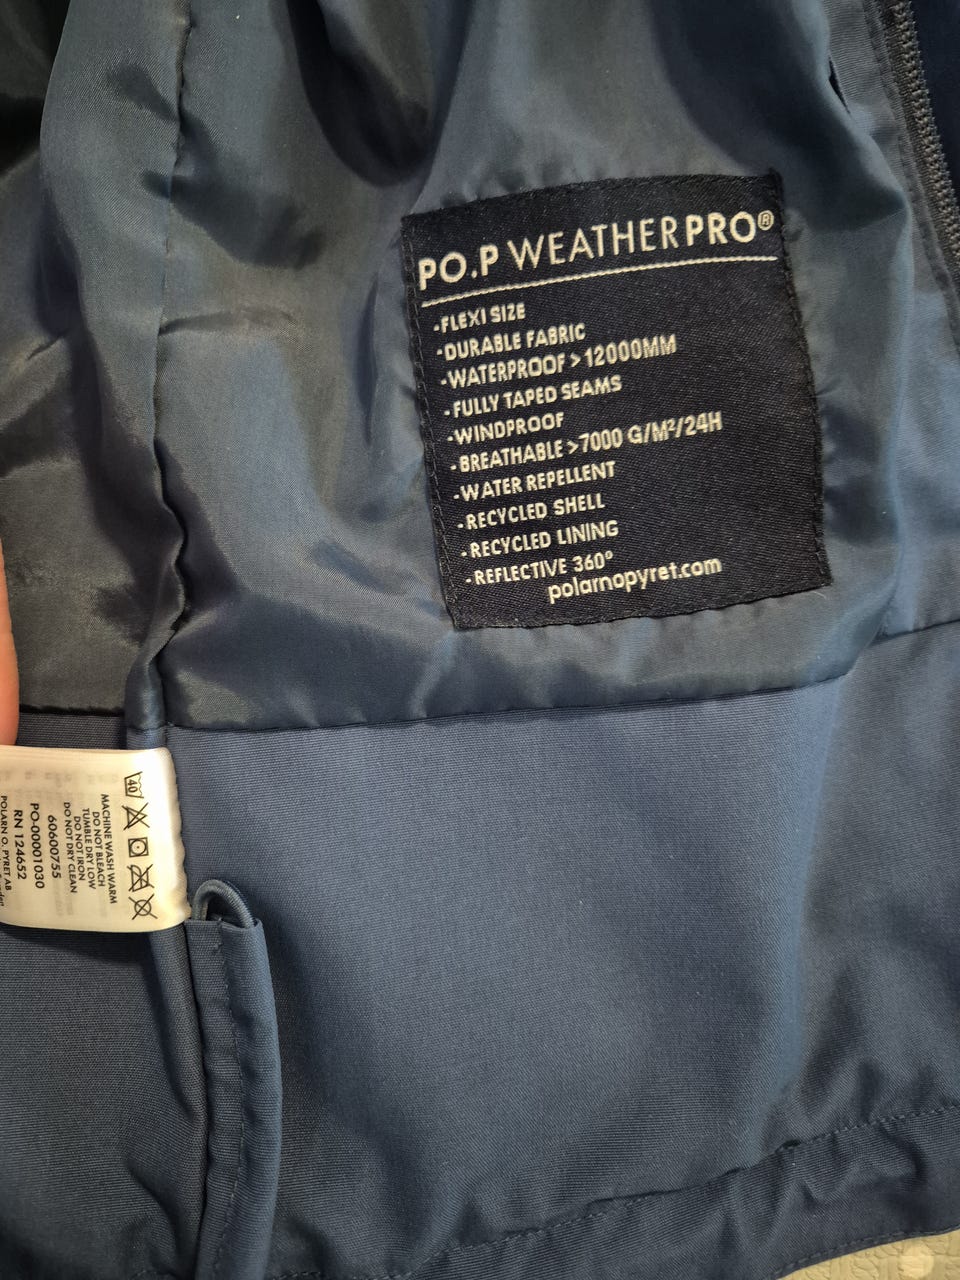 PO.P WEATHERPRO®
-FLEXI SIZE
-DURABLE FABRIC
-WATERPROOF >12000MM
-FULLY TAPED SEAMS
-WINDPROOF
-BREATHABLE >7000 G/M²/24H
-WATER REPELLENT
-RECYCLED SHELL
-RECYCLED LINING
-REFLECTIVE 360°
polarnopyret.com
40
MACHINE WASH WARM
DO NOT BLEACH
TUMBLE DRY LOW
DO NOT IRON
DO NOT DRY CLEAN
60600755
PO-00001030
RN 124652
POLARN O. PYRET AB